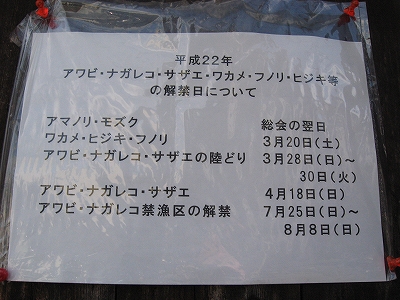 平成22年
アワビ・ナガレコ・サザエ・ワカメ・フノリ・ヒジキ等
の解禁日について
アマノリ・モズク 総会の翌日
ワカメ・ヒジキ・フノリ 3月20日(土)
アワビ・ナガレコ・サザエの陸どり 3月28日(日)~
30日(火)
アワビ・ナガレコ・サザエ 4月18日(日)
アワビ・ナガレコ禁漁区の解禁 7月25日(日)~
8月8日(日)